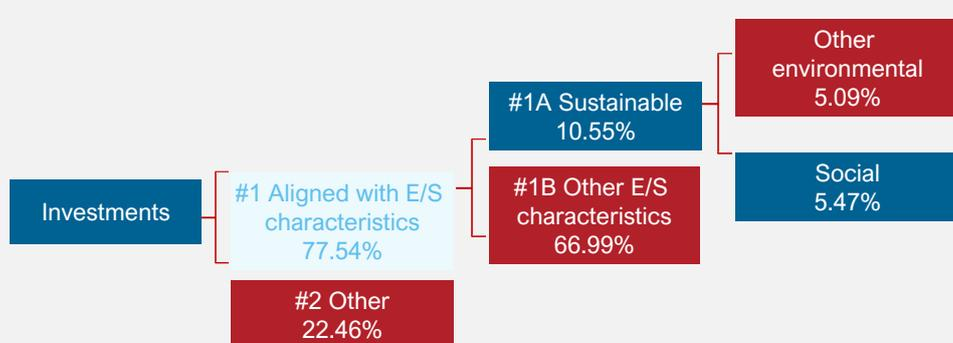 Investments
#1 Aligned with E/S
characteristics
77.54%
#2 Other
22.46%
#1A Sustainable
10.55%
#1B Other E/S
characteristics
66.99%
Other
environmental
5.09%
Social
5.47%